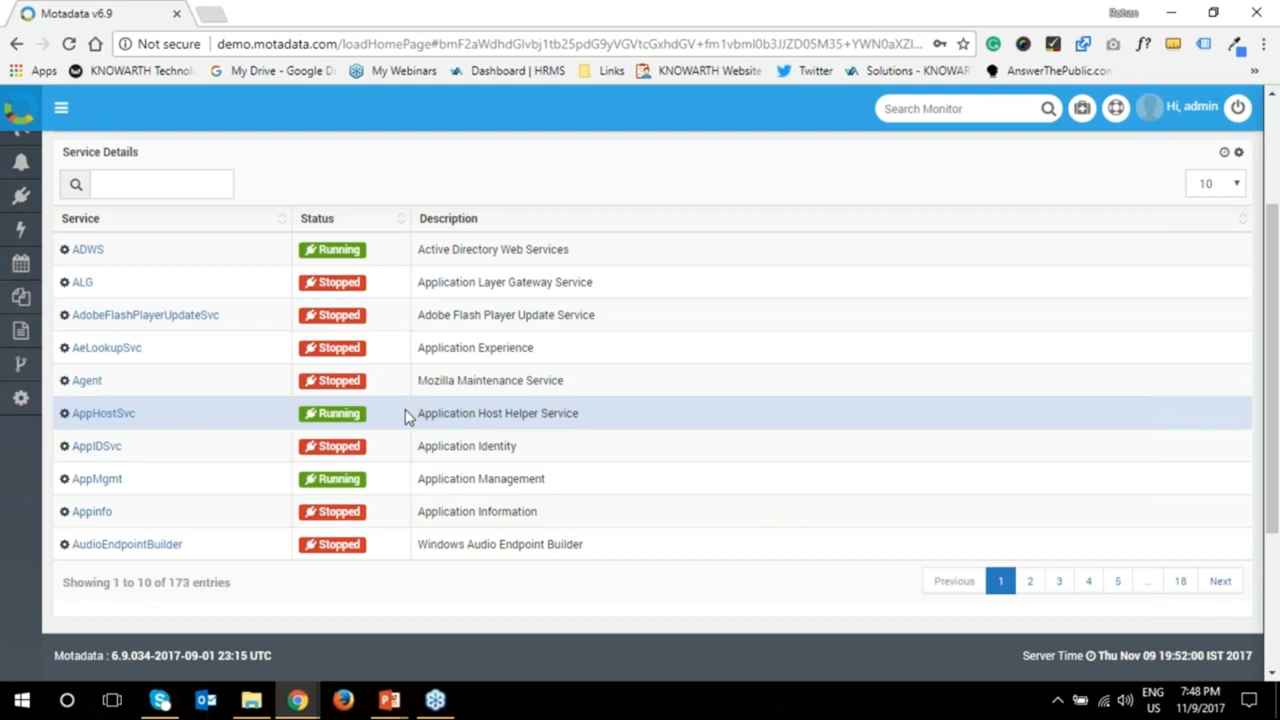 Motadata v6.9
Rohan
Not secure
demo.motadata.com/loadHomePage#bmF2aWdhdGlvbj1tb25pdG9yVGVtcGxhdGV+fm1vbml0b3JJZD05M35+YWN0aXZl...
Apps
KNOWARTH Technol
My Drive - Google D
My Webinars
Dashboard | HRMS
Links
KNOWARTH Website
Twitter
Solutions - KNOWAR
AnswerThePublic.co
»
Search Monitor
Hi, admin
Service Details
10
Service Status Description
ADWS Running Active Directory Web Services
ALG Stopped Application Layer Gateway Service
AdobeFlashPlayerUpdateSvc Stopped Adobe Flash Player Update Service
AeLookupSvc Stopped Application Experience
Agent Stopped Mozilla Maintenance Service
AppHostSvc Running Application Host Helper Service
AppIDSvc Stopped Application Identity
AppMgmt Running Application Management
Appinfo Stopped Application Information
AudioEndpointBuilder Stopped Windows Audio Endpoint Builder
Showing 1 to 10 of 173 entries
Previous 1 2 3 4 5 ... 18 Next
Motadata : 6.9.034-2017-09-01 23:15 UTC
Server Time Thu Nov 09 19:52:00 IST 2017
ENG
US
7:48 PM
11/9/2017